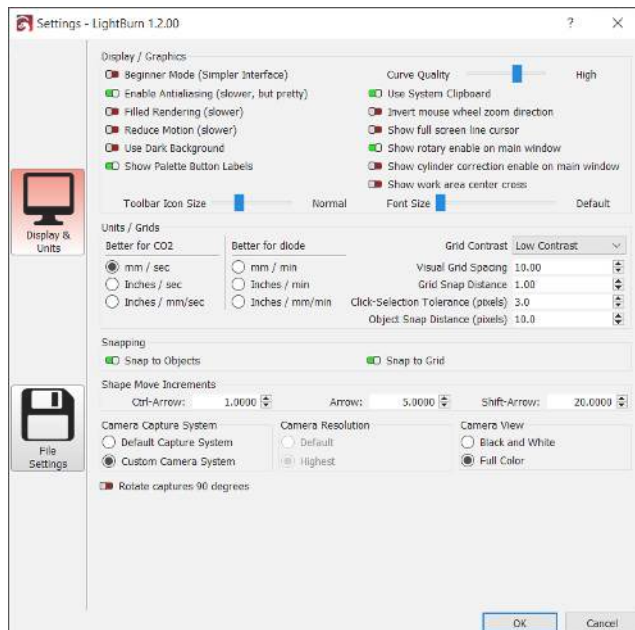 Settings - LightBurn 1.2.00
Display / Graphics
Beginner Mode (Simpler Interface)
Curve Quality High
Enable Antialiasing (slower, but pretty)
Use System Clipboard
Filled Rendering (slower)
Invert mouse wheel zoom direction
Reduce Motion (slower)
Show full screen line cursor
Use Dark Background
Show rotary enable on main window
Show Palette Button Labels
Show cylinder correction enable on main window
Show work area center cross
Toolbar Icon Size Normal
Font Size Default
Display & Units
Units / Grids
Better for CO2
Better for diode
Grid Contrast Low Contrast
mm / sec
mm / min
Visual Grid Spacing 10.00
Inches / sec
Inches / min
Grid Snap Distance 1.00
Inches / mm/sec
Inches / mm/min
Click-Selection Tolerance (pixels) 3.0
Object Snap Distance (pixels) 10.0
Snapping
Snap to Objects
Snap to Grid
Shape Move Increments
Ctrl-Arrow: 1.0000
Arrow: 5.0000
Shift-Arrow: 20.0000
File Settings
Camera Capture System
Default Capture System
Custom Camera System
Camera Resolution
Default
Highest
Camera View
Black and White
Full Color
Rotate captures 90 degrees
OK
Cancel